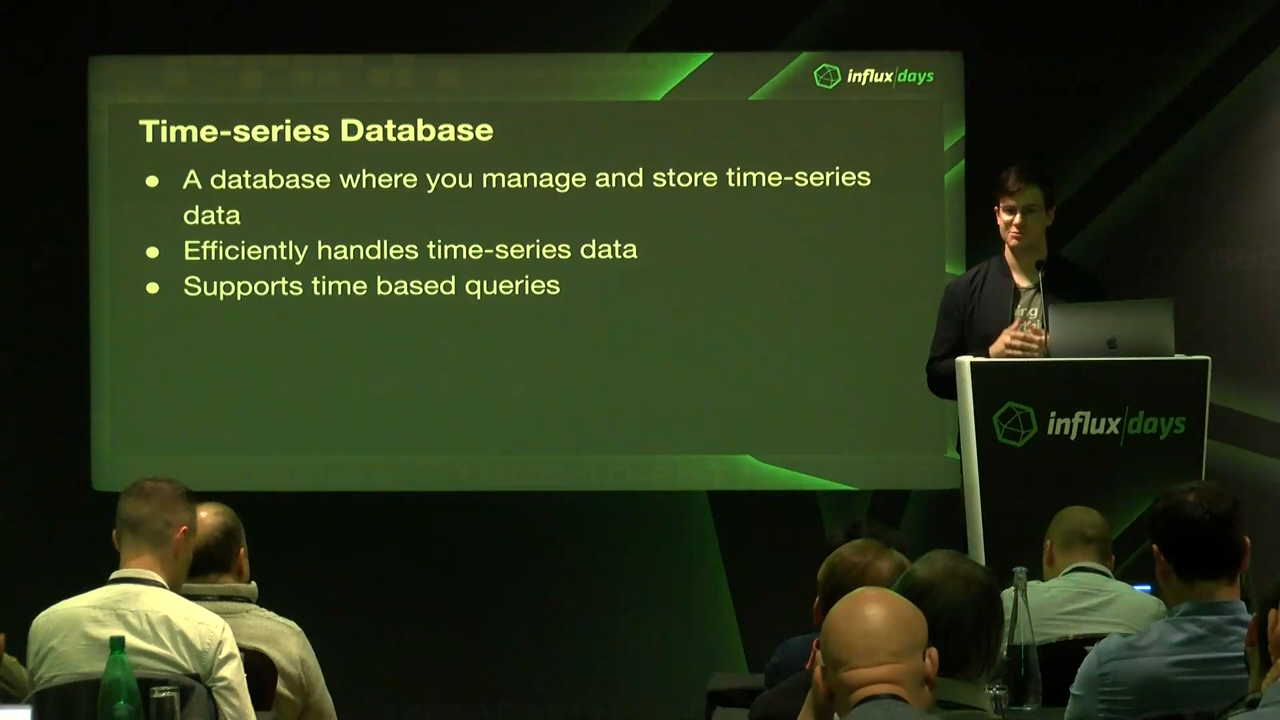 influx|days
Time-series Database
● A database where you manage and store time-series
data
● Efficiently handles time-series data
● Supports time based queries
influx|days